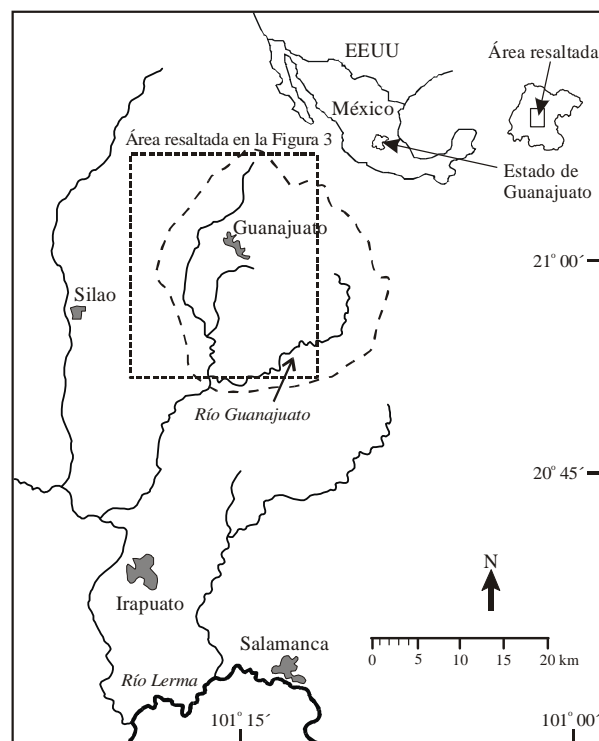 EEUU
Área resaltada
México
Área resaltada en la Figura 3
Estado de
Guanajuato
Guanajuato
21° 00´
Silao
Río Guanajuato
20° 45´
N
Irapuato
Salamanca
0 5 10 15 20 km
Río Lerma
101° 15´
101° 00´